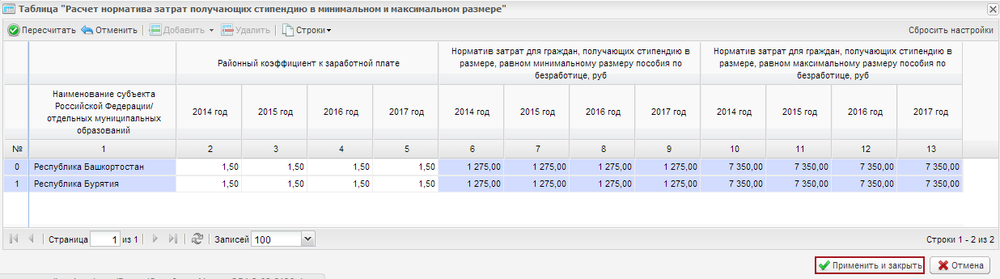 Таблица "Расчет норматива затрат получающих стипендию в минимальном и максимальном размере"
Пересчитать Отменить Добавить Удалить Строки Сбросить настройки
Районный коэффициент к заработной плате
Норматив затрат для граждан, получающих стипендию в
размере, равном минимальному размеру пособия по
безработице, руб
Норматив затрат для граждан, получающих стипендию в
размере, равном максимальному размеру пособия по
безработице, руб
Наименование субъекта
Российской Федерации/
отдельных муниципальных
образований
2014 год 2015 год 2016 год 2017 год 2014 год 2015 год 2016 год 2017 год 2014 год 2015 год 2016 год 2017 год
№ 1 2 3 4 5 6 7 8 9 10 11 12 13
0 Республика Башкортостан 1,50 1,50 1,50 1,50 1 275,00 1 275,00 1 275,00 1 275,00 7 350,00 7 350,00 7 350,00 7 350,00
1 Республика Бурятия 1,50 1,50 1,50 1,50 1 275,00 1 275,00 1 275,00 1 275,00 7 350,00 7 350,00 7 350,00 7 350,00
Страница 1 из 1 Записей 100 Строки 1 - 2 из 2
Применить и закрыть Отмена